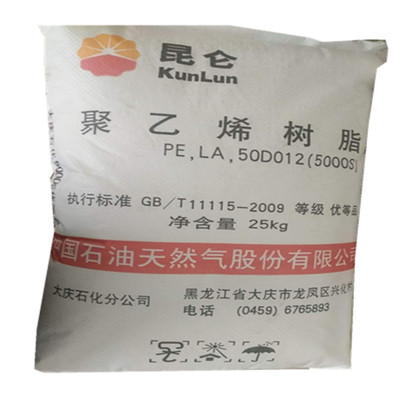 昆仑
KunLun
聚乙烯树脂
PE,LA,50D012(5000S)
执行标准 GB/T11115-2009 等级 优等品
净含量 25kg
中国石油天然气股份有限公司
大庆石化分公司
黑龙江省大庆市龙凤区兴化村
电话 (0459) 6765893